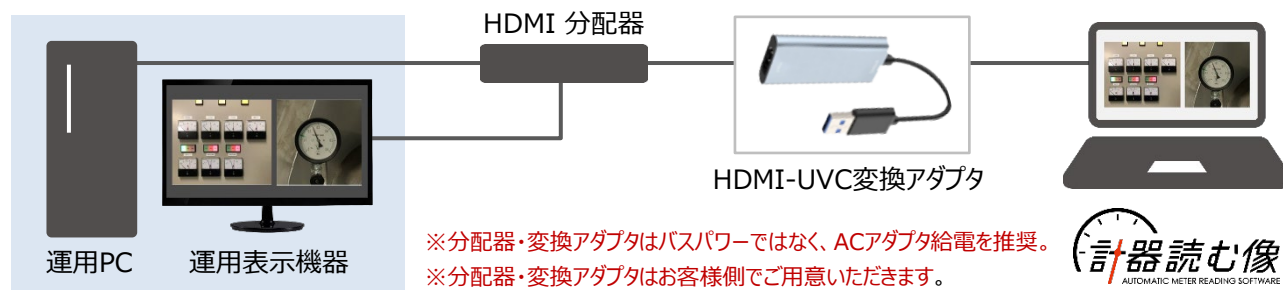 HDMI 分配器
HDMI-UVC変換アダプタ
運用PC
運用表示機器
※分配器・変換アダプタはバスパワーではなく、ACアダプタ給電を推奨。
※分配器・変換アダプタはお客様側でご用意いただきます。
計器読む像
AUTOMATIC METER READING SOFTWARE